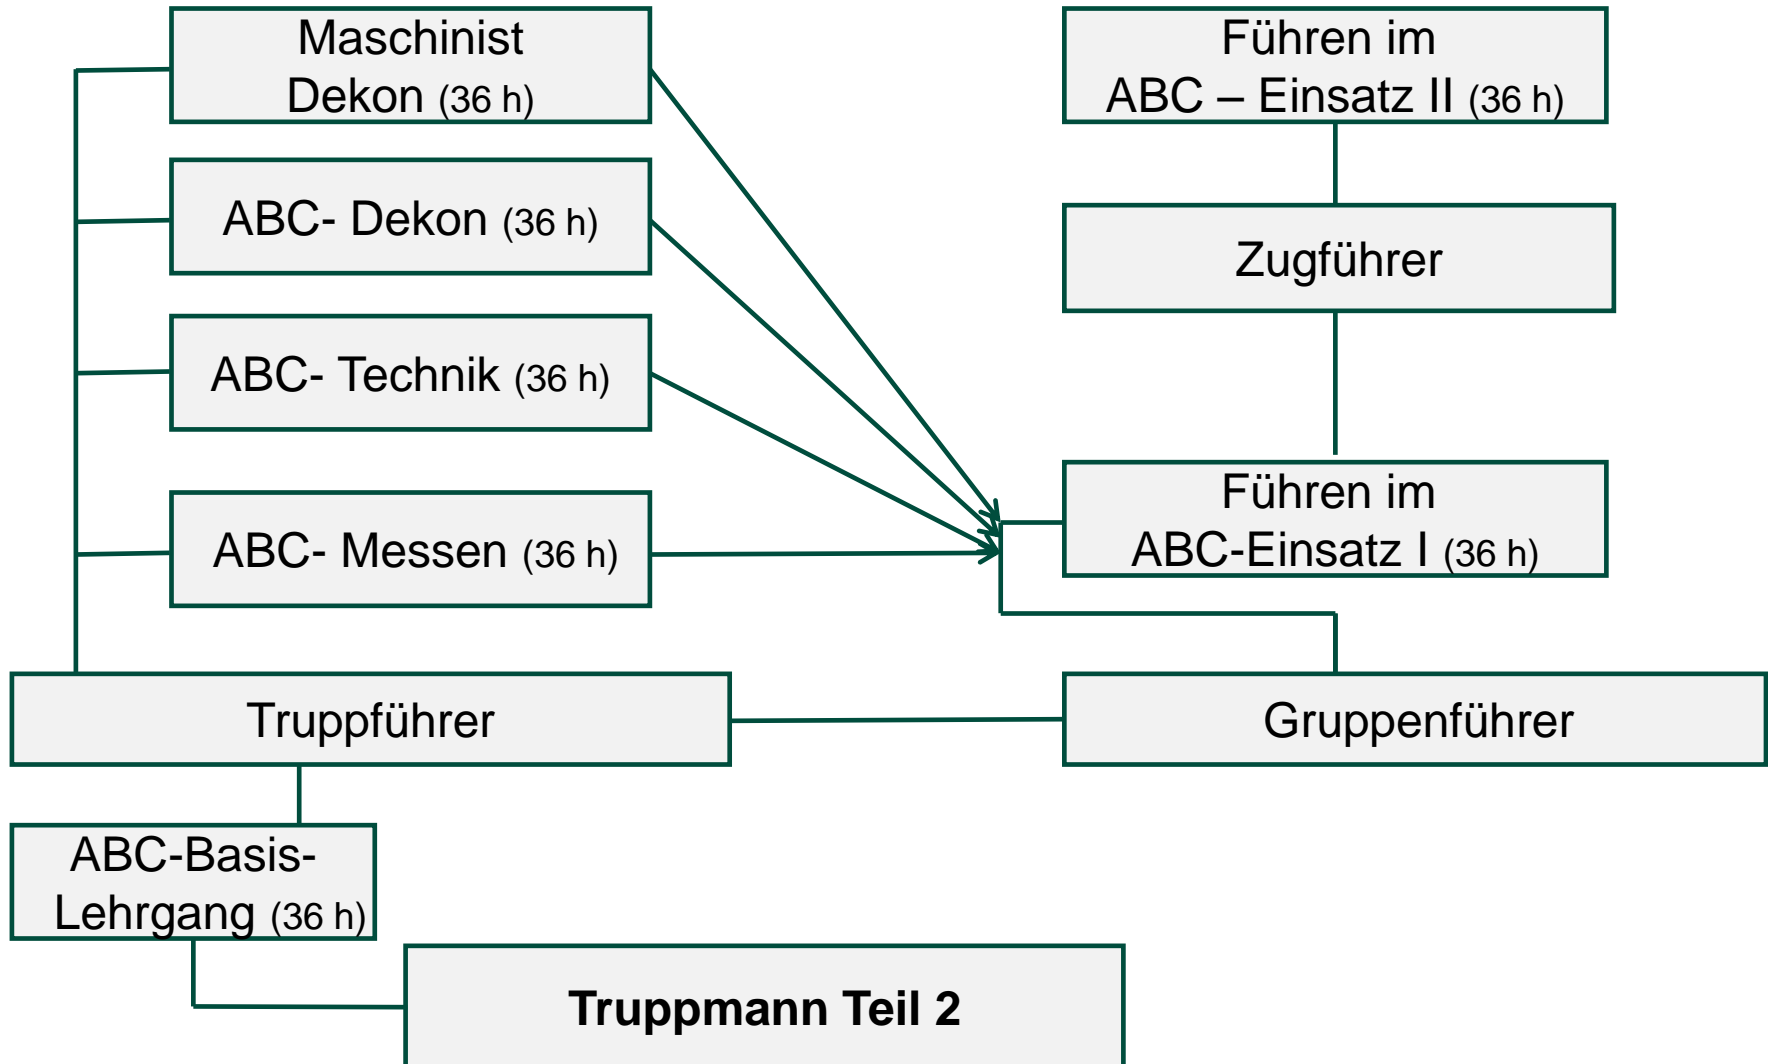 Maschinist
Dekon (36 h)
ABC- Dekon (36 h)
ABC- Technik (36 h)
ABC- Messen (36 h)
Führen im
ABC – Einsatz II (36 h)
Zugführer
Führen im
ABC-Einsatz I (36 h)
Truppführer
Gruppenführer
ABC-Basis-
Lehrgang (36 h)
Truppmann Teil 2